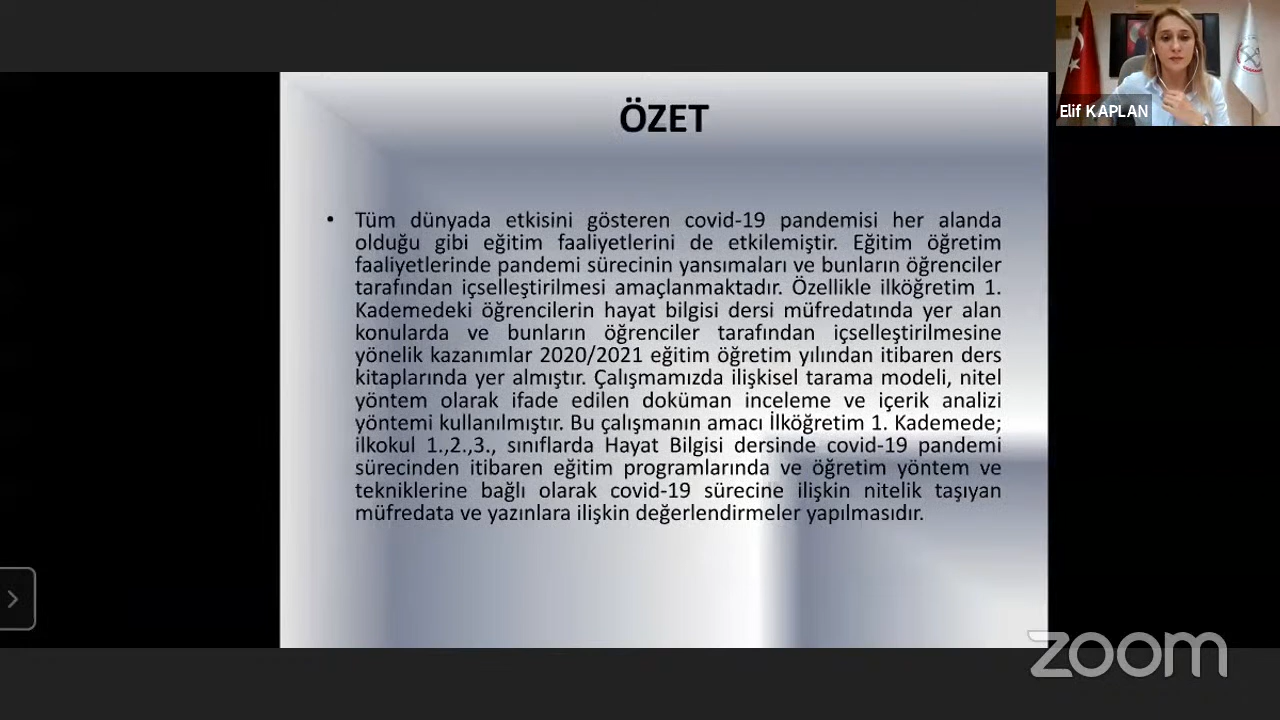 Elif KAPLAN
ÖZET
• Tüm dünyada etkisini gösteren covid-19 pandemisi her alanda
olduğu gibi eğitim faaliyetlerini de etkilemiştir. Eğitim öğretim
faaliyetlerinde pandemi sürecinin yansımaları ve bunların öğrenciler
tarafından içselleştirilmesi amaçlanmaktadır. Özellikle ilköğretim 1.
Kademedeki öğrencilerin hayat bilgisi dersi müfredatında yer alan
konularda ve bunların öğrenciler tarafından içselleştirilmesine
yönelik kazanımlar 2020/2021 eğitim öğretim yılından itibaren ders
kitaplarında yer almıştır. Çalışmamızda ilişkisel tarama modeli, nitel
yöntem olarak ifade edilen doküman inceleme ve içerik analizi
yöntemi kullanılmıştır. Bu çalışmanın amacı İlköğretim 1. Kademede;
ilkokul 1.,2.,3., sınıflarda Hayat Bilgisi dersinde covid-19 pandemi
sürecinden itibaren eğitim programlarında ve öğretim yöntem ve
tekniklerine bağlı olarak covid-19 sürecine ilişkin nitelik taşıyan
müfredata ve yazınlara ilişkin değerlendirmeler yapılmasıdır.
zoom